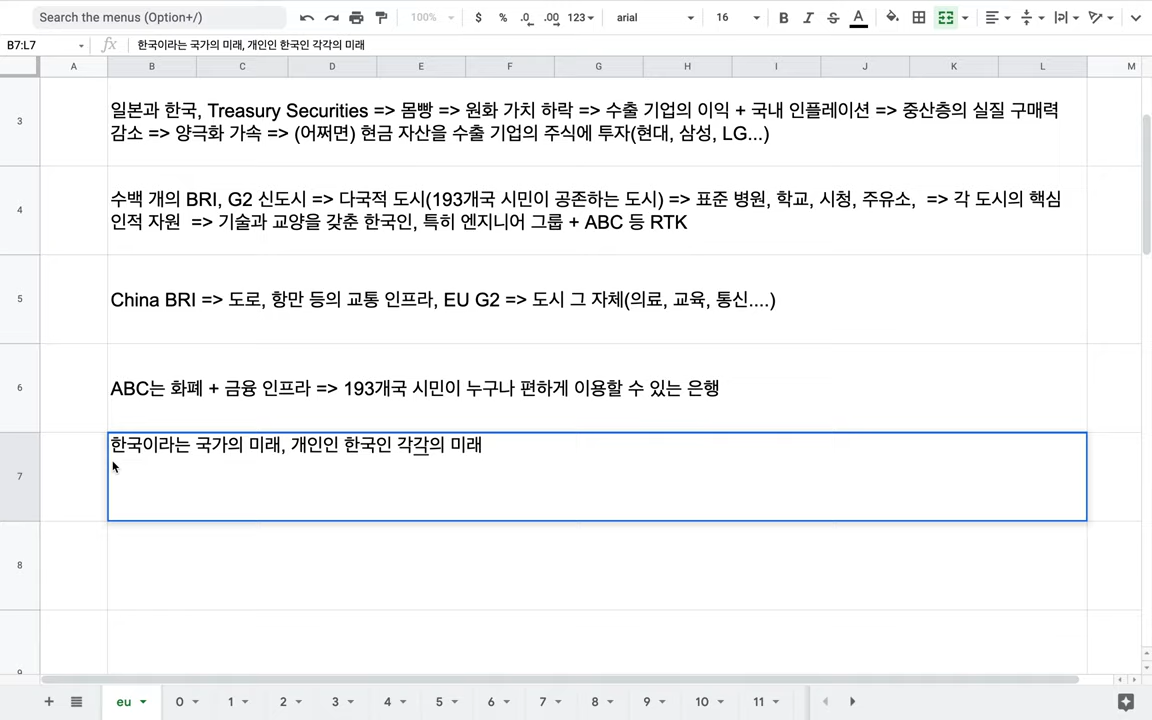 Search the menus (Option+/)
100%
$ % .0 .00 123
arial
16
B I S A
B7:L7
fx 한국이라는 국가의 미래, 개인인 한국인 각각의 미래
A B C D E F G H I J K L M
3
일본과 한국, Treasury Securities => 몸빵 => 원화 가치 하락 => 수출 기업의 이익 + 국내 인플레이션 => 중산층의 실질 구매력
감소 => 양극화 가속 => (어쩌면) 현금 자산을 수출 기업의 주식에 투자(현대, 삼성, LG...)
4
수백 개의 BRI, G2 신도시 => 다국적 도시(193개국 시민이 공존하는 도시) => 표준 병원, 학교, 시청, 주유소, => 각 도시의 핵심
인적 자원 => 기술과 교양을 갖춘 한국인, 특히 엔지니어 그룹 + ABC 등 RTK
5
China BRI => 도로, 항만 등의 교통 인프라, EU G2 => 도시 그 자체(의료, 교육, 통신....)
6
ABC는 화폐 + 금융 인프라 => 193개국 시민이 누구나 편하게 이용할 수 있는 은행
7
한국이라는 국가의 미래, 개인인 한국인 각각의 미래
8
9
eu 0 1 2 3 4 5 6 7 8 9 10 11